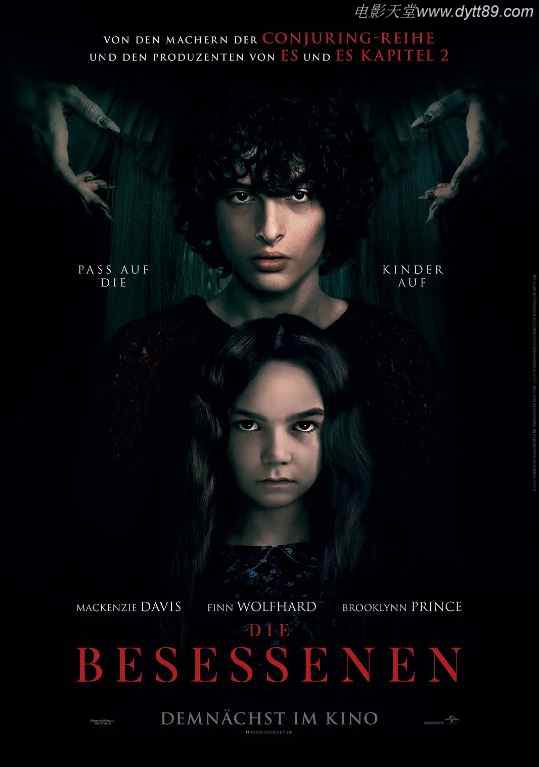 电影天堂www.dytt89.com
VON DEN MACHERN DER CONJURING-REIHE
UND DEN PRODUZENTEN VON ES UND ES KAPITEL 2
PASS AUF
DIE
KINDER
AUF
MACKENZIE DAVIS FINN WOLFHARD BROOKLYNN PRINCE
DIE
BESESSENEN
DEMNÄCHST IM KINO